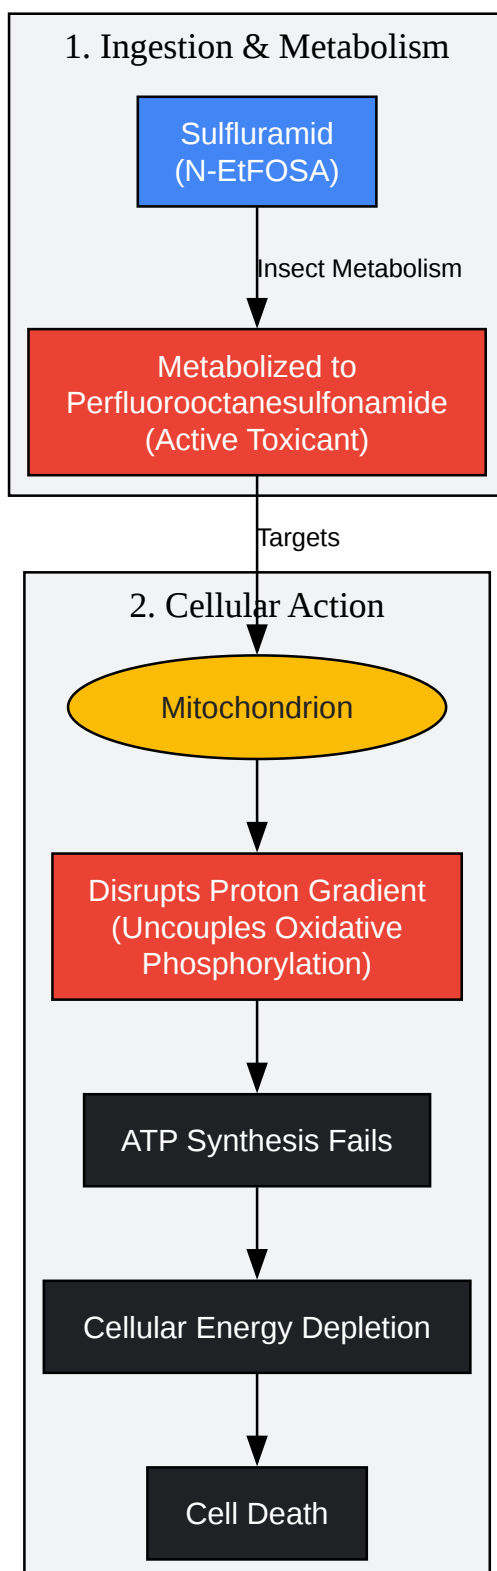 1. Ingestion & Metabolism
Sulfluramid
(N-EtFOSA)
Insect Metabolism
Metabolized to
Perfluorooctanesulfonamide
(Active Toxicant)
Targets
2. Cellular Action
Mitochondrion
Disrupts Proton Gradient
(Uncouples Oxidative
Phosphorylation)
ATP Synthesis Fails
Cellular Energy Depletion
Cell Death